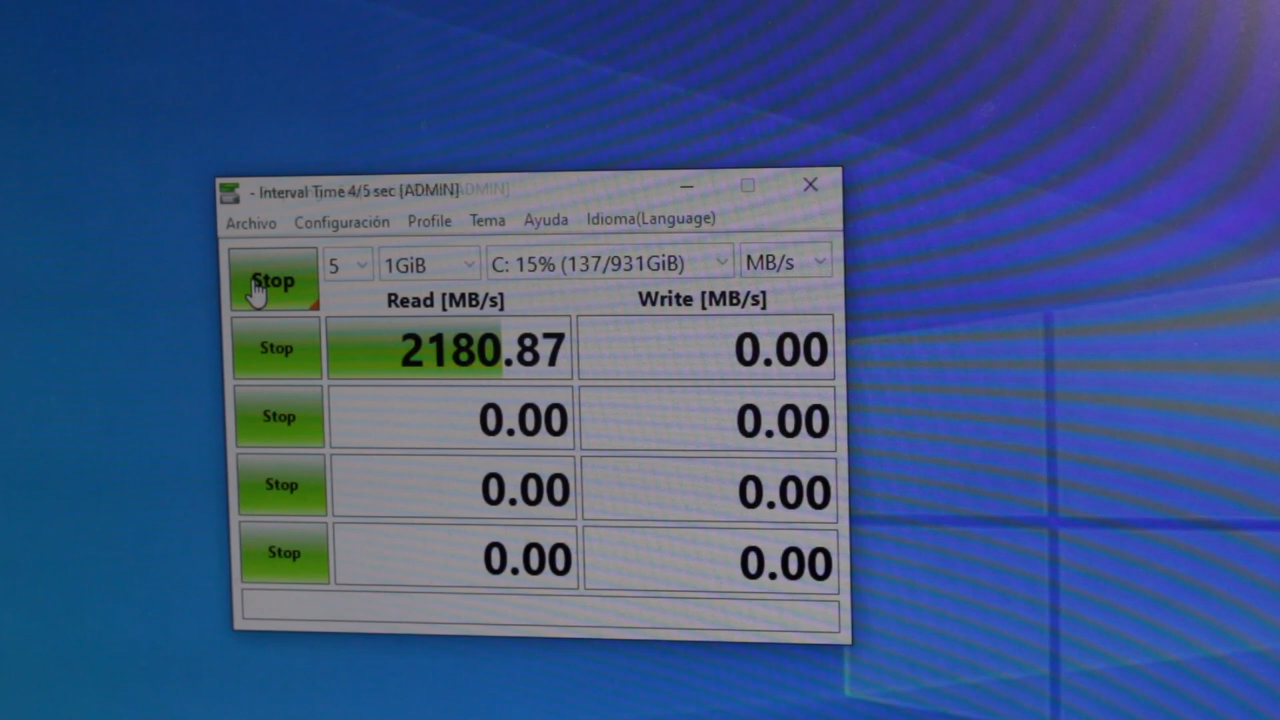 - Interval Time 4/5 sec [ADMIN]
Archivo Configuración Profile Tema Ayuda Idioma(Language)
Stop 5 1GiB C: 15% (137/931GiB) MB/s
Read [MB/s] Write [MB/s]
Stop 2180.87 0.00
Stop 0.00 0.00
Stop 0.00 0.00
Stop 0.00 0.00